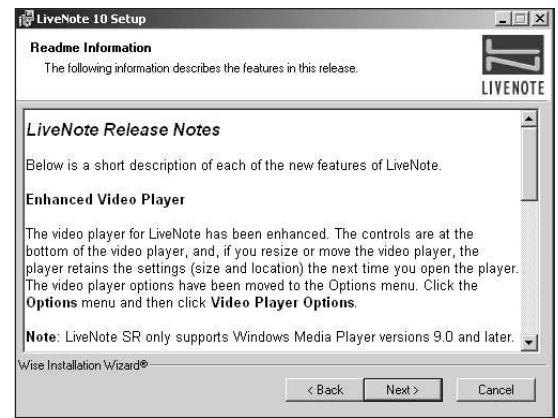 LiveNote 10 Setup
Readme Information
The following information describes the features in this release.
LIVENOTE
LiveNote Release Notes
Below is a short description of each of the new features of LiveNote.
Enhanced Video Player
The video player for LiveNote has been enhanced. The controls are at the
bottom of the video player, and, if you resize or move the video player, the
player retains the settings (size and location) the next time you open the player.
The video player options have been moved to the Options menu. Click the
Options menu and then click Video Player Options.
Note: LiveNote SR only supports Windows Media Player versions 9.0 and later.
Wise Installation Wizard®
< Back
Next >
Cancel